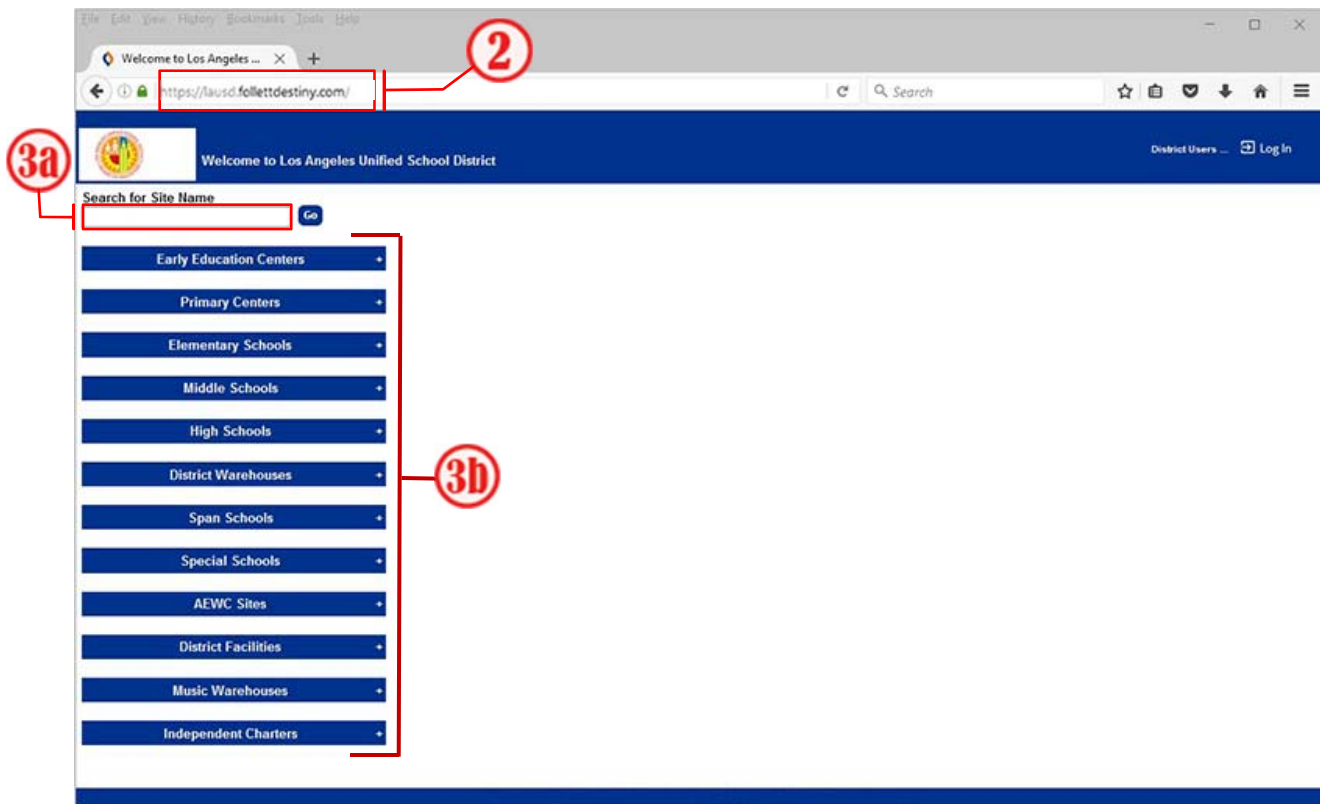 File Edit View History Bookmarks Tools Help
Welcome to Los Angeles ...
2
https://lausd.follettdestiny.com/
Search
3a
Welcome to Los Angeles Unified School District
District Users ... Log In
Search for Site Name
Go
Early Education Centers +
Primary Centers +
Elementary Schools +
Middle Schools +
High Schools +
3b
District Warehouses +
Span Schools +
Special Schools +
AEWC Sites +
District Facilities +
Music Warehouses +
Independent Charters +